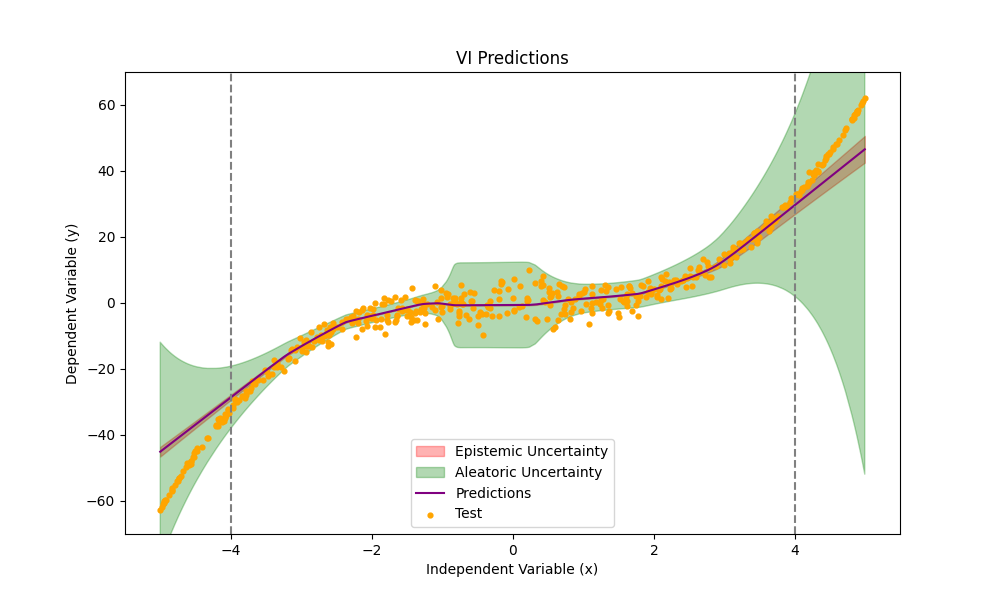 VI Predictions
Dependent Variable (y)
60
40
20
0
−20
−40
−60
Epistemic Uncertainty
Aleatoric Uncertainty
Predictions
Test
−4
−2
0
2
4
Independent Variable (x)